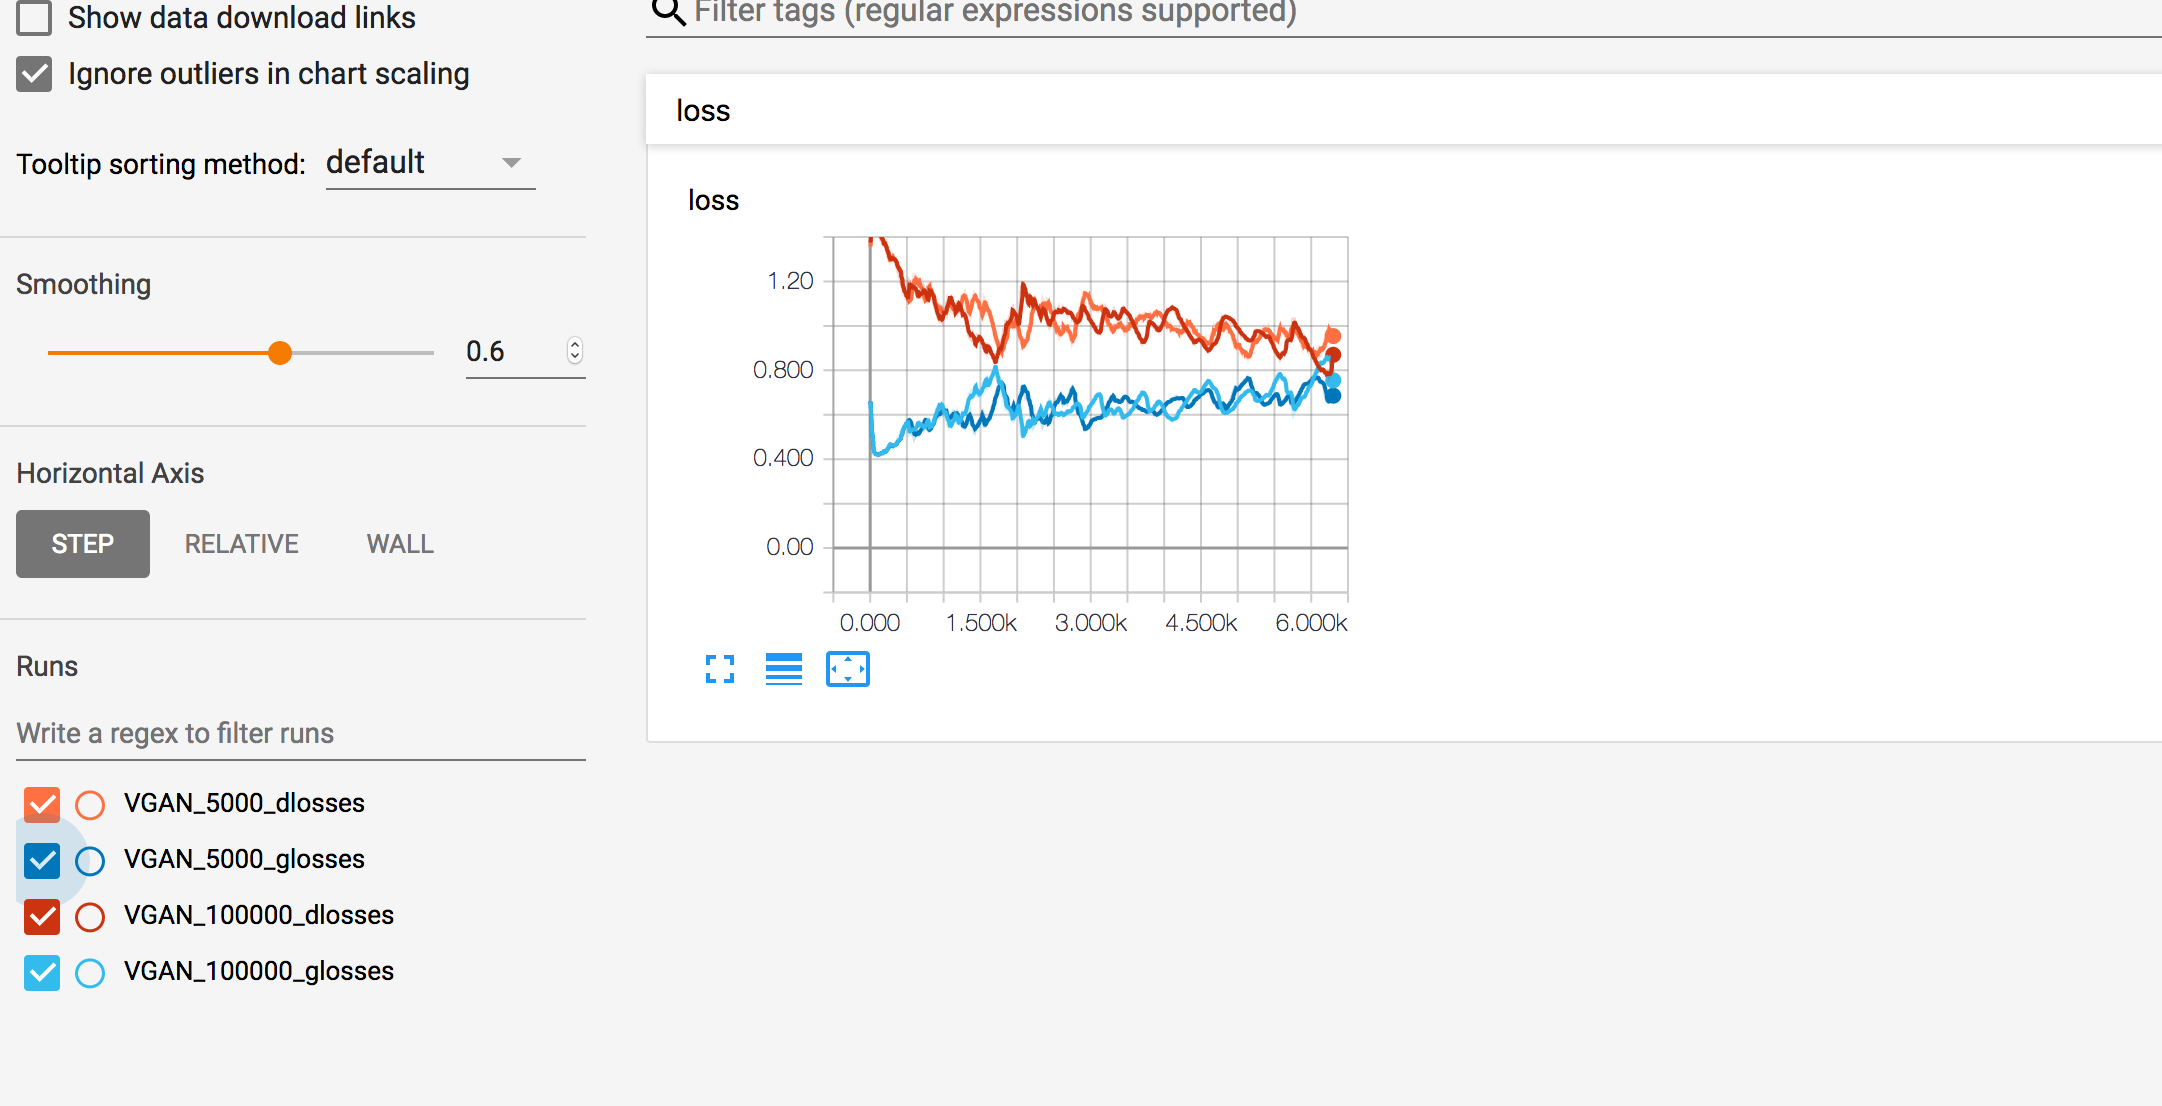 Show data download links
Ignore outliers in chart scaling
Tooltip sorting method: default
Smoothing
0.6
Horizontal Axis
STEP RELATIVE WALL
Runs
Write a regex to filter runs
VGAN_5000_dlosses
VGAN_5000_glosses
VGAN_100000_dlosses
VGAN_100000_glosses
Filter tags (regular expressions supported)
loss
loss
1.20
0.800
0.400
0.00
0.000 1.500k 3.000k 4.500k 6.000k